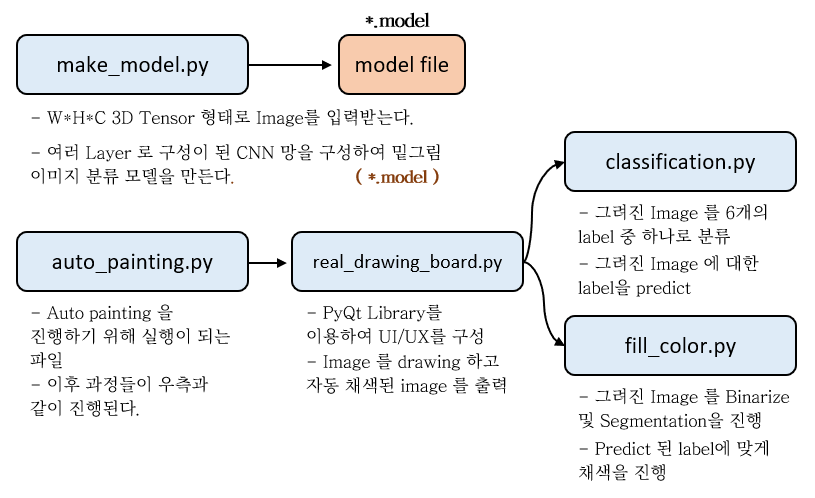 *.model
make_model.py
model file
- W*H*C 3D Tensor 형태로 Image를 입력받는다.
- 여러 Layer 로 구성이 된 CNN 망을 구성하여 밑그림
이미지 분류 모델을 만든다.
( *.model )
auto_painting.py
- Auto painting 을
진행하기 위해 실행이 되는
파일
- 이후 과정들이 우측과
같이 진행된다.
real_drawing_board.py
- PyQt Library를
이용하여 UI/UX를 구성
- Image 를 drawing 하고
자동 채색된 image 를 출력
classification.py
- 그려진 Image 를 6개의
label 중 하나로 분류
- 그려진 Image 에 대한
label을 predict
fill_color.py
- 그려진 Image 를 Binarize
및 Segmentation을 진행
- Predict 된 label에 맞게
채색을 진행